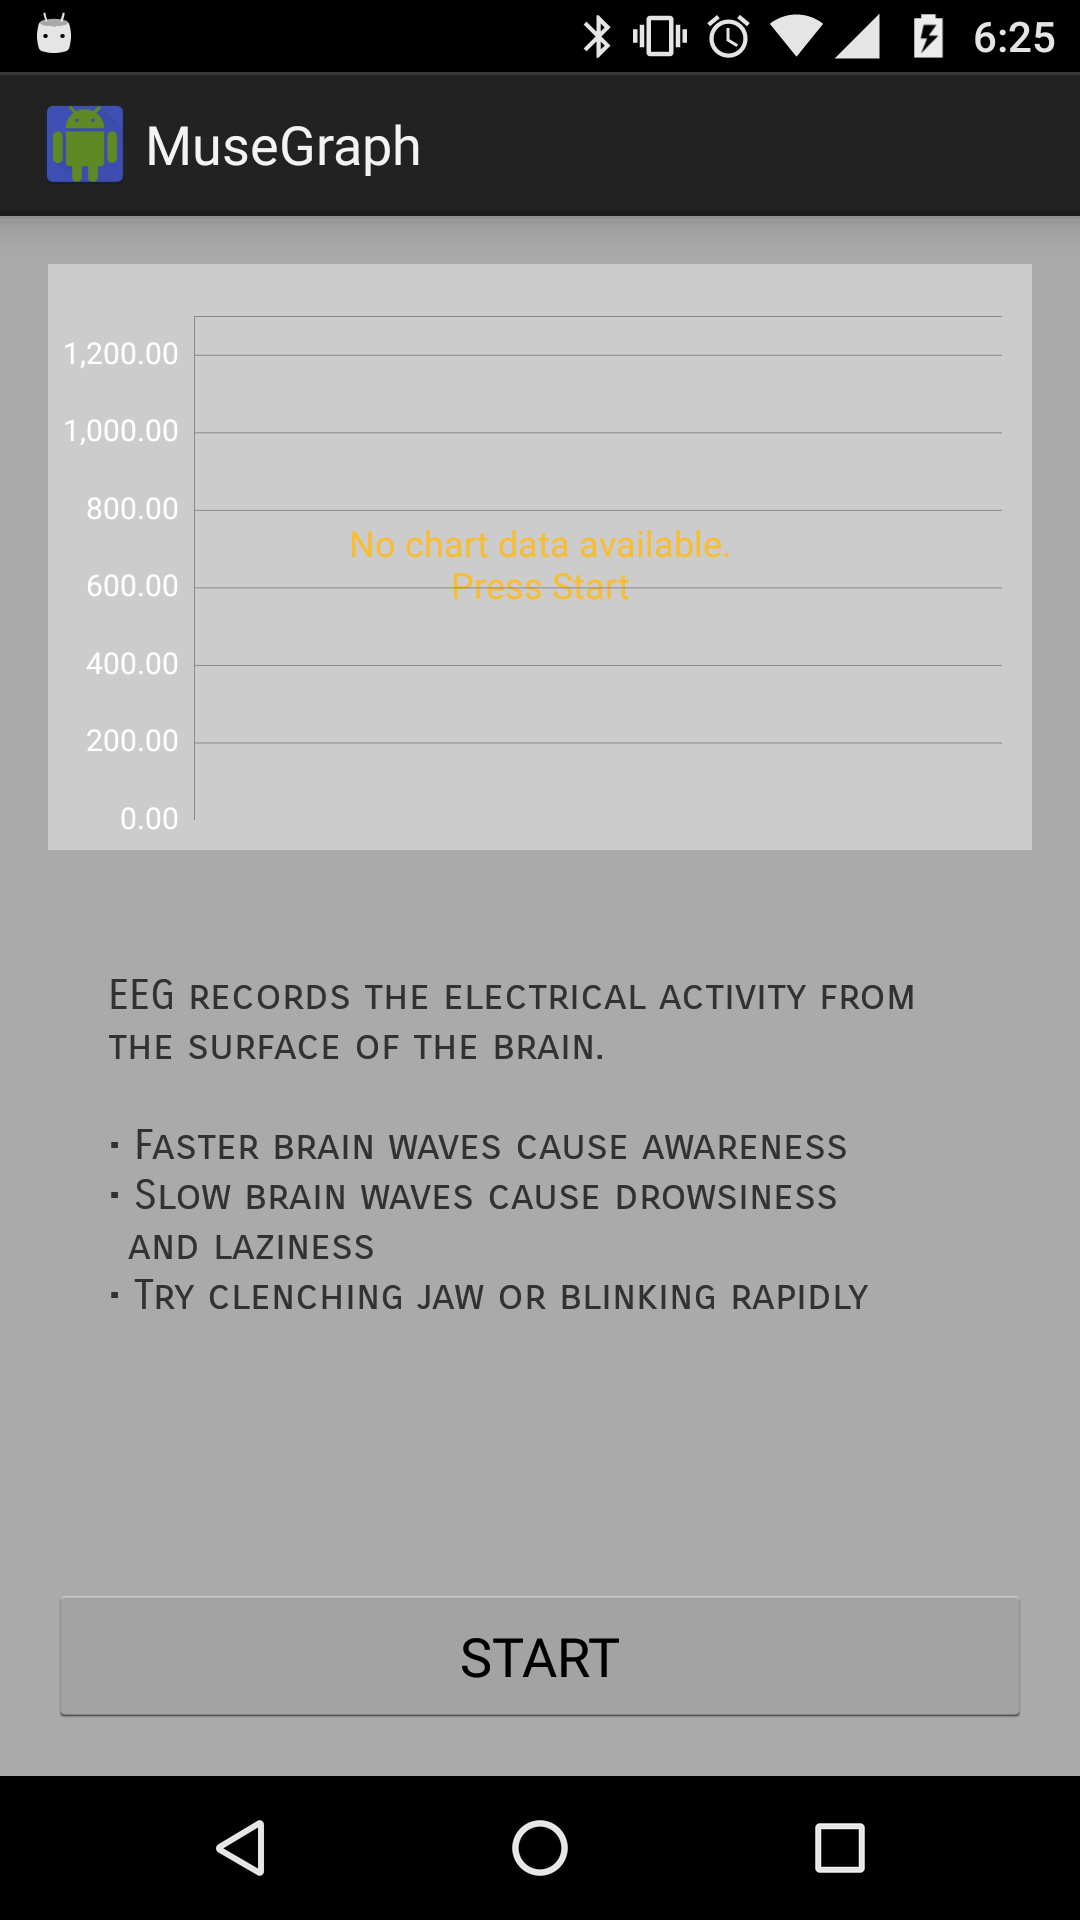 6:25
MuseGraph
1,200.00
1,000.00
800.00
No chart data available.
Press Start
600.00
400.00
200.00
0.00
EEG records the electrical activity from
the surface of the brain.
· Faster brain waves cause awareness
· Slow brain waves cause drowsiness
and laziness
· Try clenching jaw or blinking rapidly
START